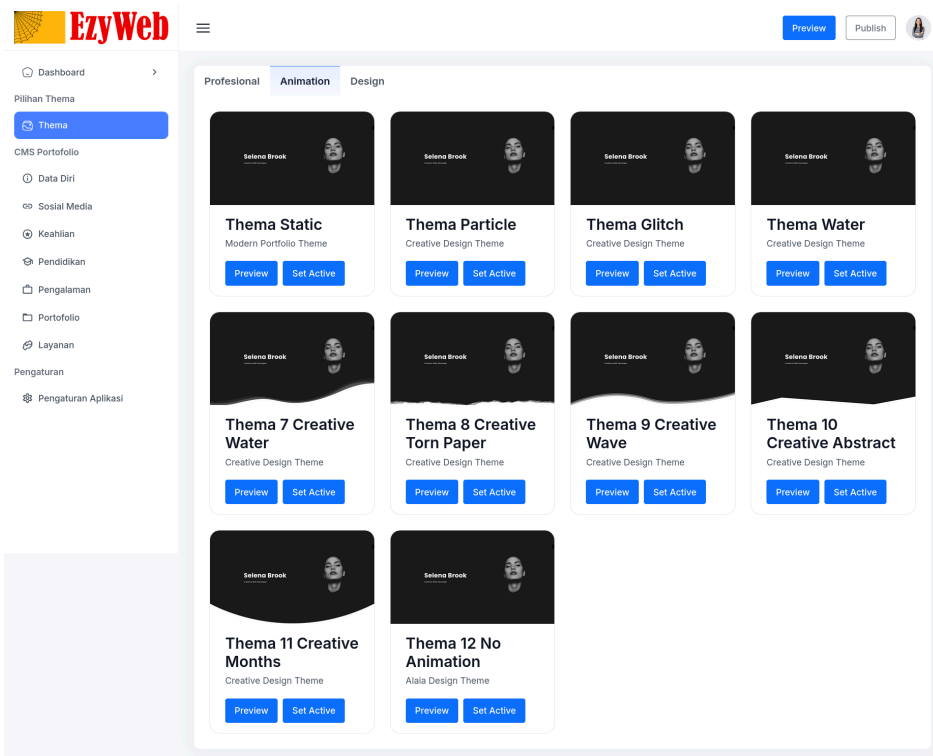 EzyWeb
Preview
Publish
Dashboard
Pilihan Thema
Thema
CMS Portofolio
Data Diri
Sosial Media
Keahlian
Pendidikan
Pengalaman
Portofolio
Layanan
Pengaturan
Pengaturan Aplikasi
Profesional Animation Design
Selena Brook
Thema Static
Modern Portfolio Theme
Preview Set Active
Selena Brook
Thema Particle
Creative Design Theme
Preview Set Active
Selena Brook
Thema Glitch
Creative Design Theme
Preview Set Active
Selena Brook
Thema Water
Creative Design Theme
Preview Set Active
Selena Brook
Thema 7 Creative
Water
Creative Design Theme
Preview Set Active
Selena Brook
Thema 8 Creative
Torn Paper
Creative Design Theme
Preview Set Active
Selena Brook
Thema 9 Creative
Wave
Creative Design Theme
Preview Set Active
Selena Brook
Thema 10
Creative Abstract
Creative Design Theme
Preview Set Active
Selena Brook
Thema 11 Creative
Months
Creative Design Theme
Preview Set Active
Selena Brook
Thema 12 No
Animation
Alaia Design Theme
Preview Set Active